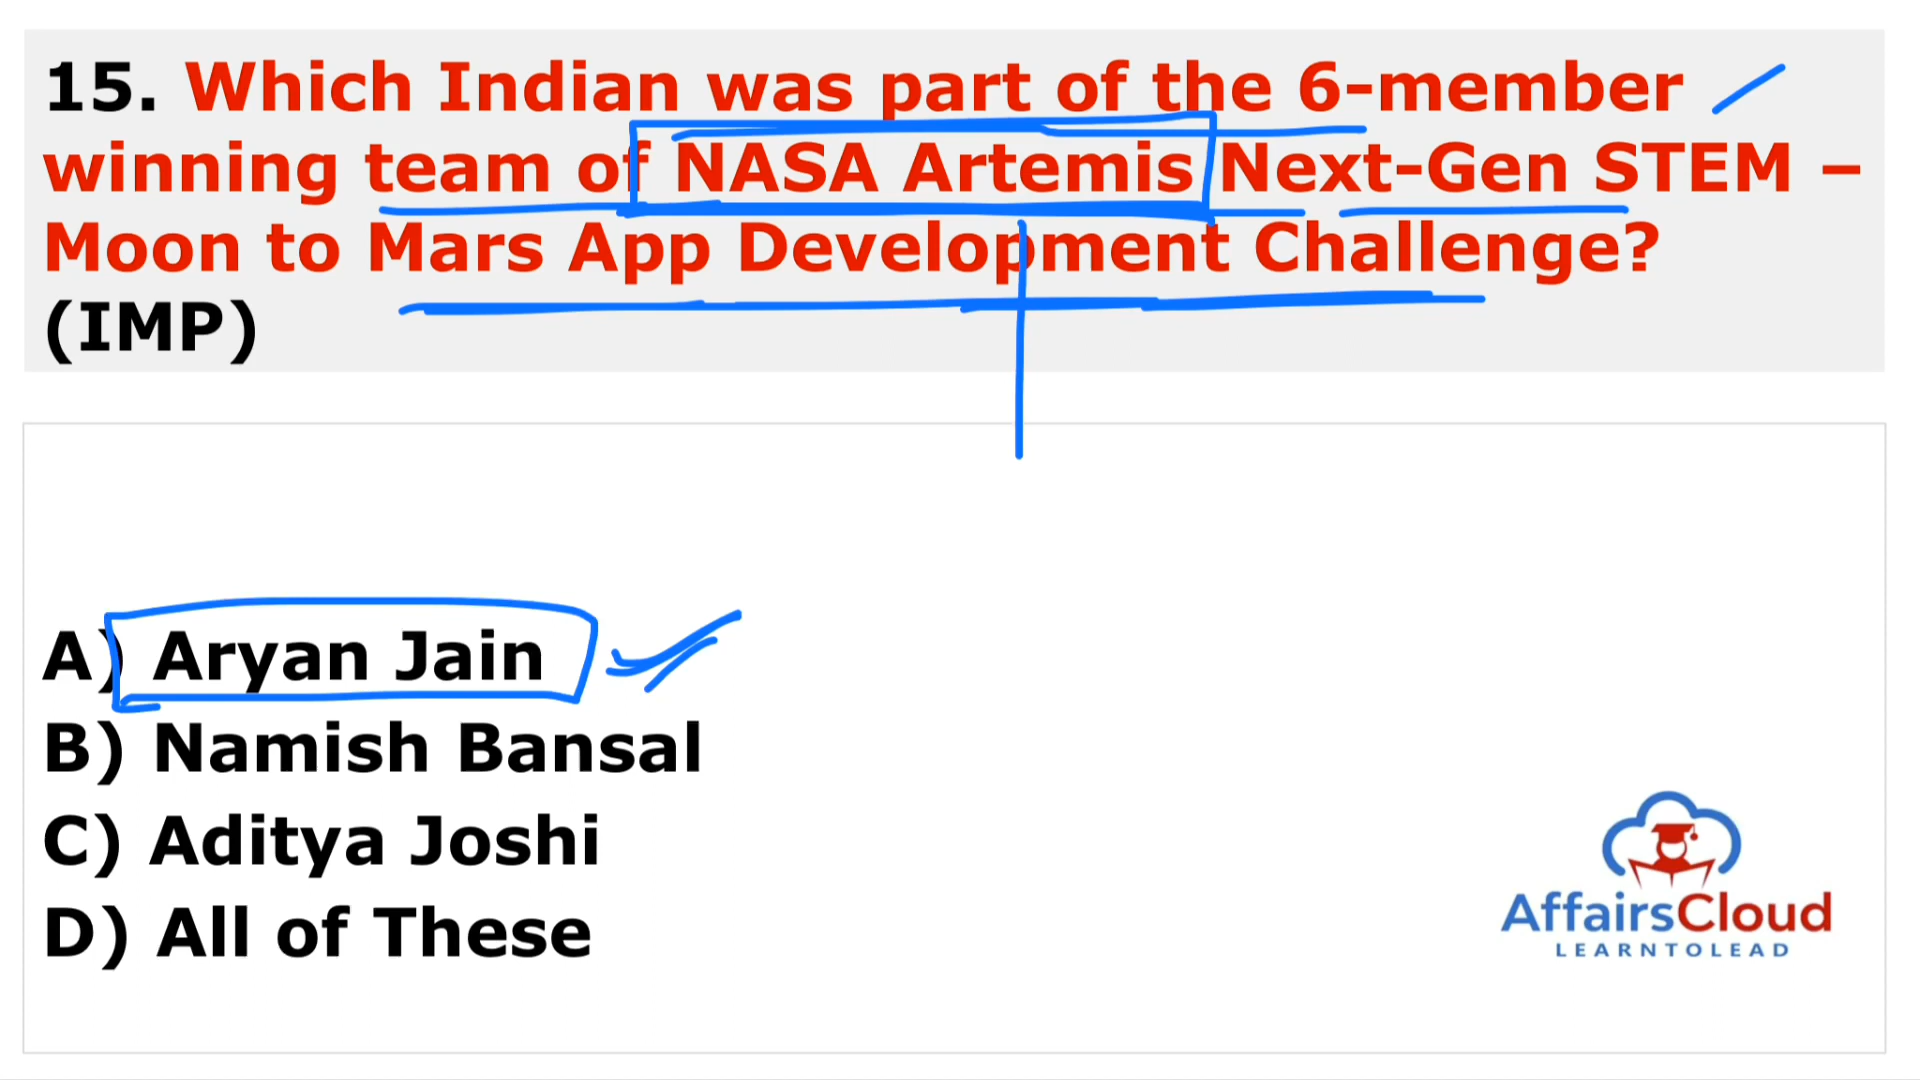 15. Which Indian was part of the 6-member
winning team of NASA Artemis Next-Gen STEM –
Moon to Mars App Development Challenge?
(IMP)
A) Aryan Jain
B) Namish Bansal
C) Aditya Joshi
D) All of These
AffairsCloud
LEARNTOLEAD